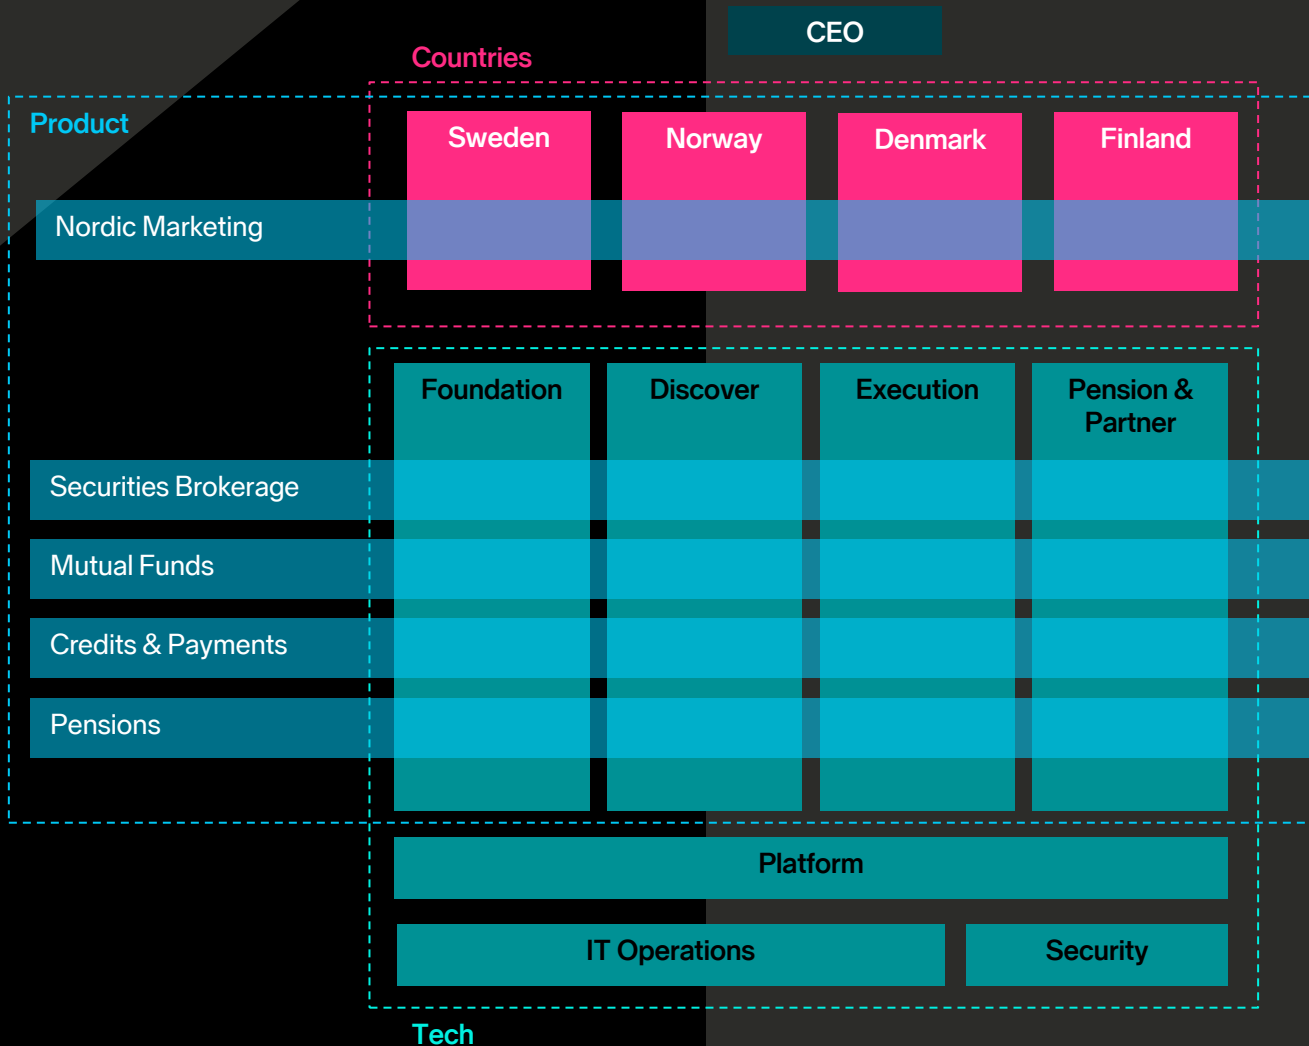 CEO
Countries
Product
Sweden
Norway
Denmark
Finland
Nordic Marketing
Foundation
Discover
Execution
Pension &
Partner
Securities Brokerage
Mutual Funds
Credits & Payments
Pensions
Platform
IT Operations
Security
Tech